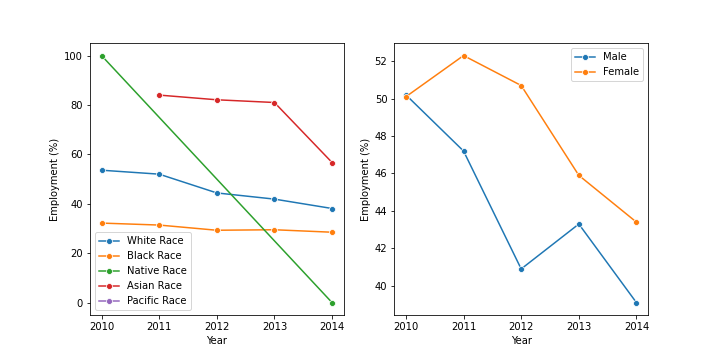 100
80
60
40
20
0
Employment (%)
White Race
Black Race
Native Race
Asian Race
Pacific Race
2010 2011 2012 2013 2014
Year
52
50
48
46
44
42
40
Employment (%)
Male
Female
2010 2011 2012 2013 2014
Year